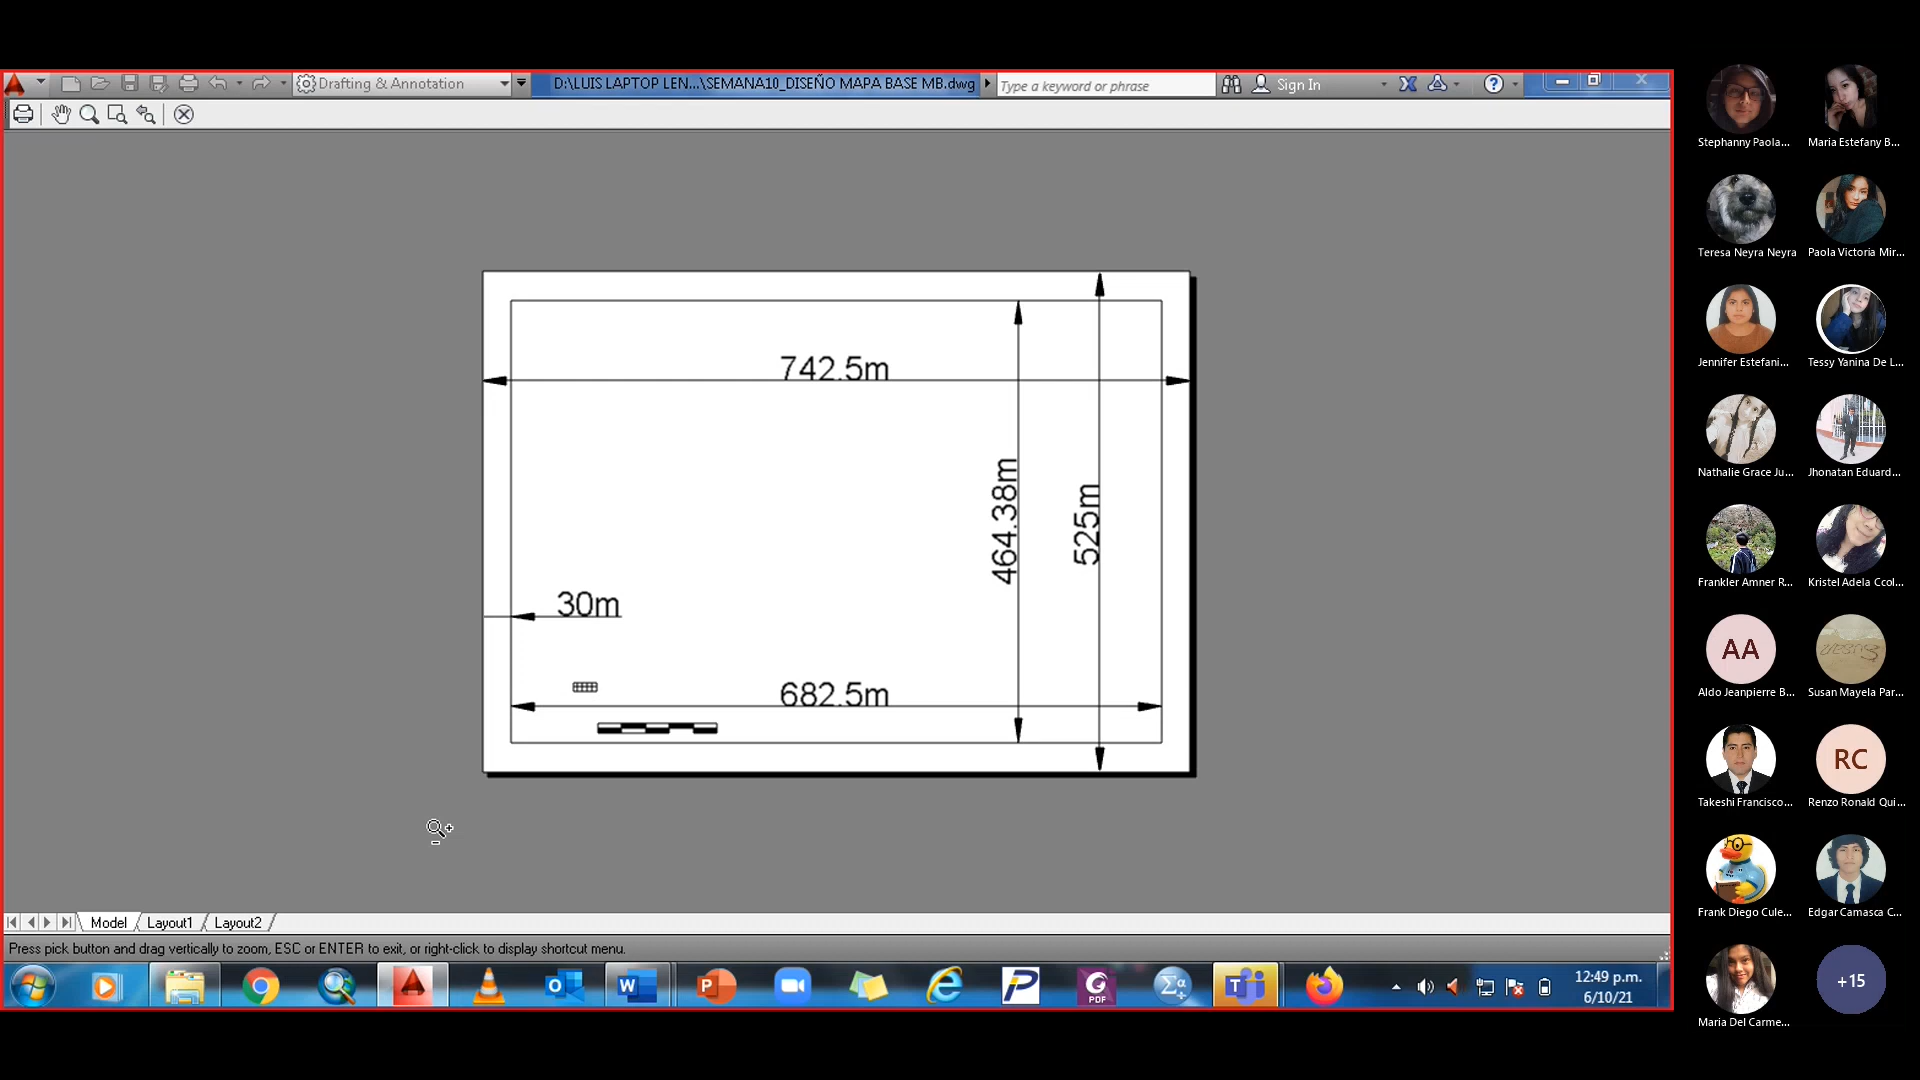 Drafting & Annotation
D:\LUIS LAPTOP LEN...\SEMANA10_DISEÑO MAPA BASE MB.dwg
Type a keyword or phrase
Sign In
742.5m
464.38m
525m
30m
682.5m
Model
Layout1
Layout2
Press pick button and drag vertically to zoom, ESC or ENTER to exit, or right-click to display shortcut menu.
PDF
12:49 p.m.
6/10/21
Stephanny Paola...
Maria Estefany B...
Teresa Neyra Neyra
Paola Victoria Mir...
Jennifer Estefani...
Tessy Yanina De L...
Nathalie Grace Ju...
Jhonatan Eduard...
Frankler Amner R...
Kristel Adela Ccol...
AA
Aldo Jeanpierre B...
Susan Mayela Par...
Takeshi Francisco...
RC
Renzo Ronald Qui...
Frank Diego Cule...
Edgar Camasca C...
Maria Del Carme...
+15